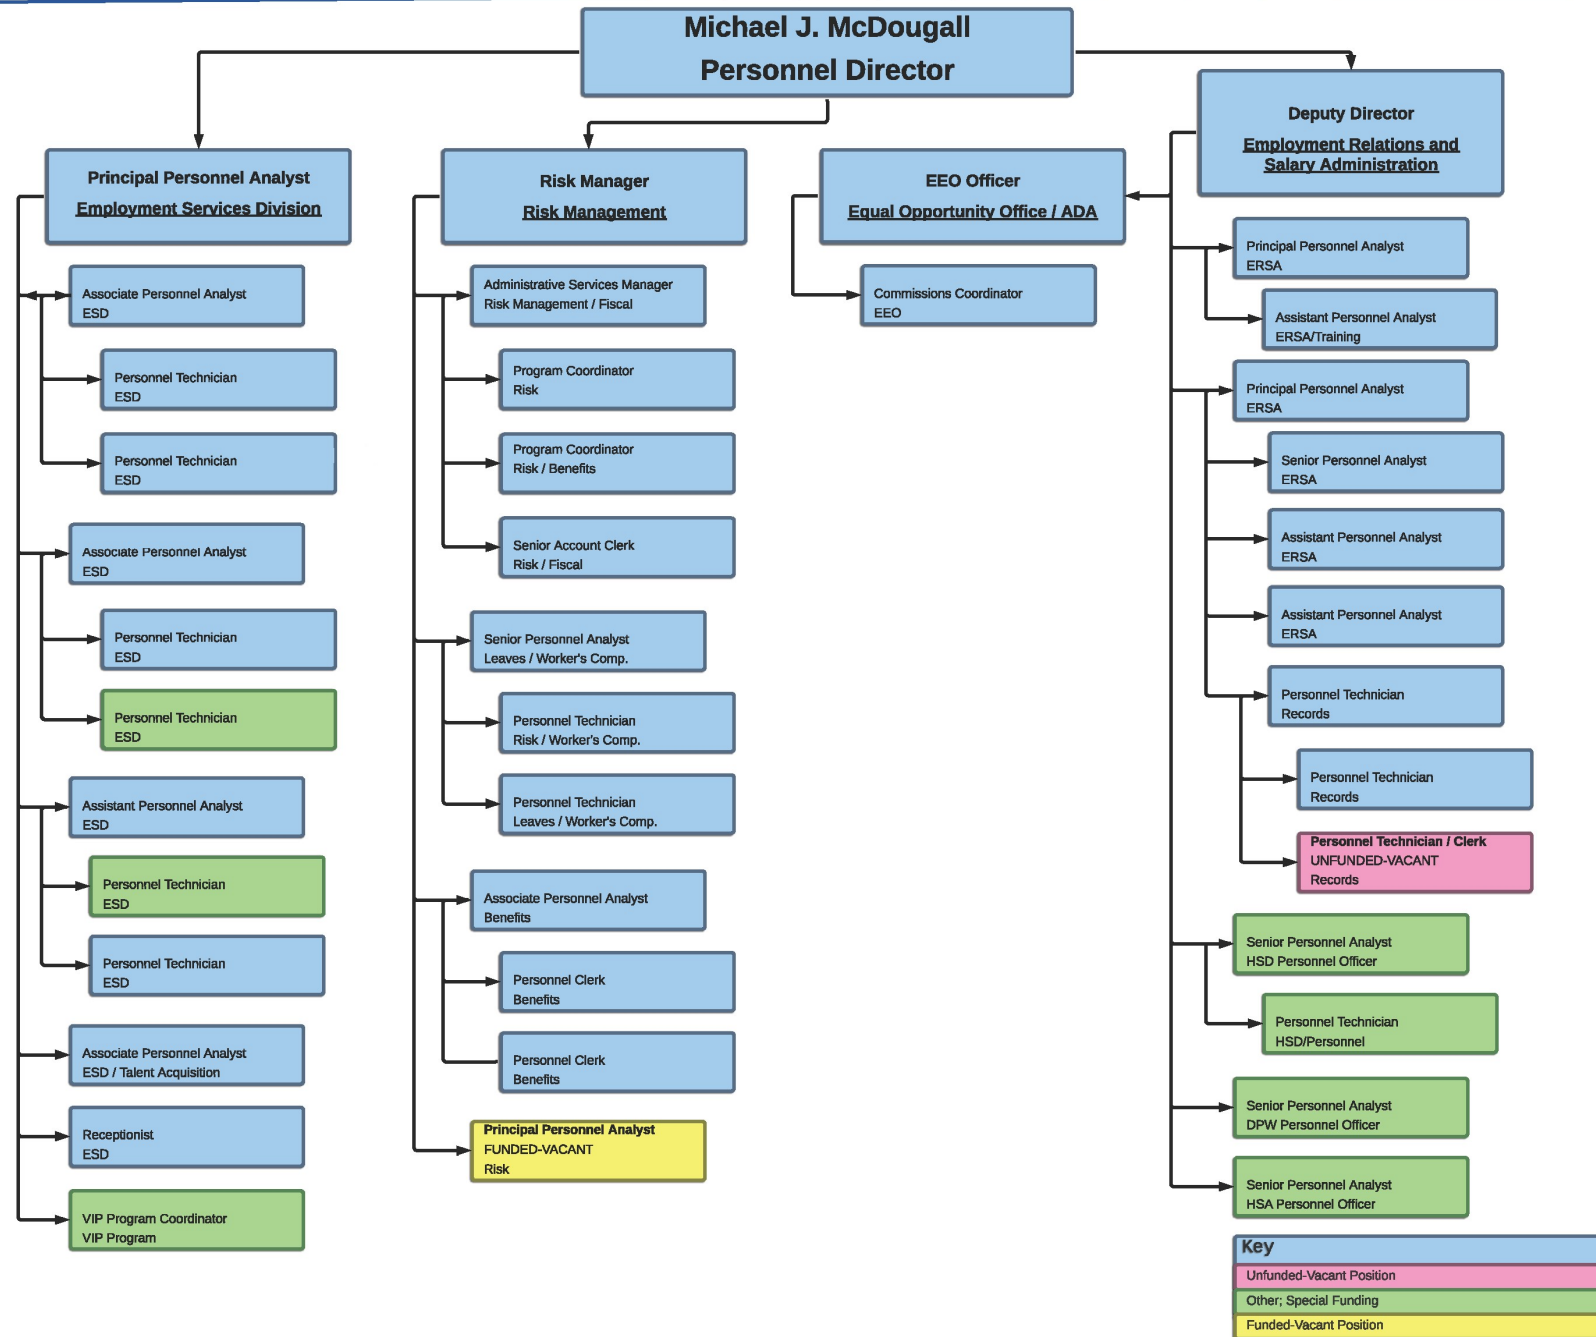 Michael J. McDougall
Personnel Director
Principal Personnel Analyst
Employment Services Division
Associate Personnel Analyst
ESD
Personnel Technician
ESD
Personnel Technician
ESD
Associate Personnel Analyst
ESD
Personnel Technician
ESD
Personnel Technician
ESD
Assistant Personnel Analyst
ESD
Personnel Technician
ESD
Personnel Technician
ESD
Associate Personnel Analyst
ESD / Talent Acquisition
Receptionist
ESD
VIP Program Coordinator
VIP Program
Risk Manager
Risk Management
Administrative Services Manager
Risk Management / Fiscal
Program Coordinator
Risk
Program Coordinator
Risk / Benefits
Senior Account Clerk
Risk / Fiscal
Senior Personnel Analyst
Leaves / Worker's Comp.
Personnel Technician
Risk / Worker's Comp.
Personnel Technician
Leaves / Worker's Comp.
Associate Personnel Analyst
Benefits
Personnel Clerk
Benefits
Personnel Clerk
Benefits
Principal Personnel Analyst
FUNDED-VACANT
Risk
EEO Officer
Equal Opportunity Office / ADA
Commissions Coordinator
EEO
Deputy Director
Employment Relations and
Salary Administration
Principal Personnel Analyst
ERSA
Assistant Personnel Analyst
ERSA/Training
Principal Personnel Analyst
ERSA
Senior Personnel Analyst
ERSA
Assistant Personnel Analyst
ERSA
Assistant Personnel Analyst
ERSA
Personnel Technician
Records
Personnel Technician
Records
Personnel Technician / Clerk
UNFUNDED-VACANT
Records
Senior Personnel Analyst
HSD Personnel Officer
Personnel Technician
HSD/Personnel
Senior Personnel Analyst
DPW Personnel Officer
Senior Personnel Analyst
HSA Personnel Officer
Key
Unfunded-Vacant Position
Other; Special Funding
Funded-Vacant Position